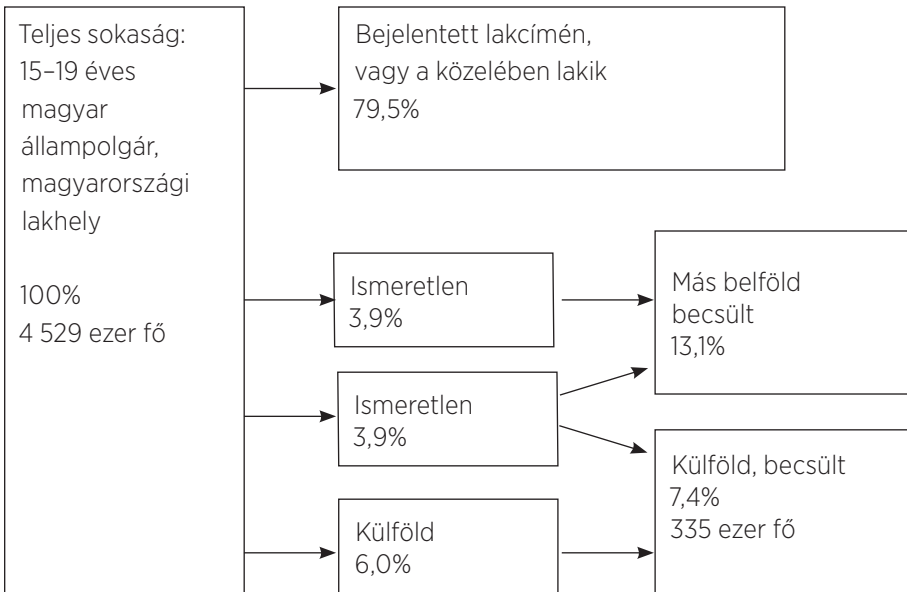 Teljes sokaság:
15–19 éves
magyar
állampolgár,
magyarországi
lakhely
100%
4 529 ezer fő
Bejelentett lakcímén,
vagy a közelében lakik
79,5%
Ismeretlen
3,9%
Más belföld
becsült
13,1%
Ismeretlen
3,9%
Külföld, becsült
7,4%
335 ezer fő
Külföld
6,0%